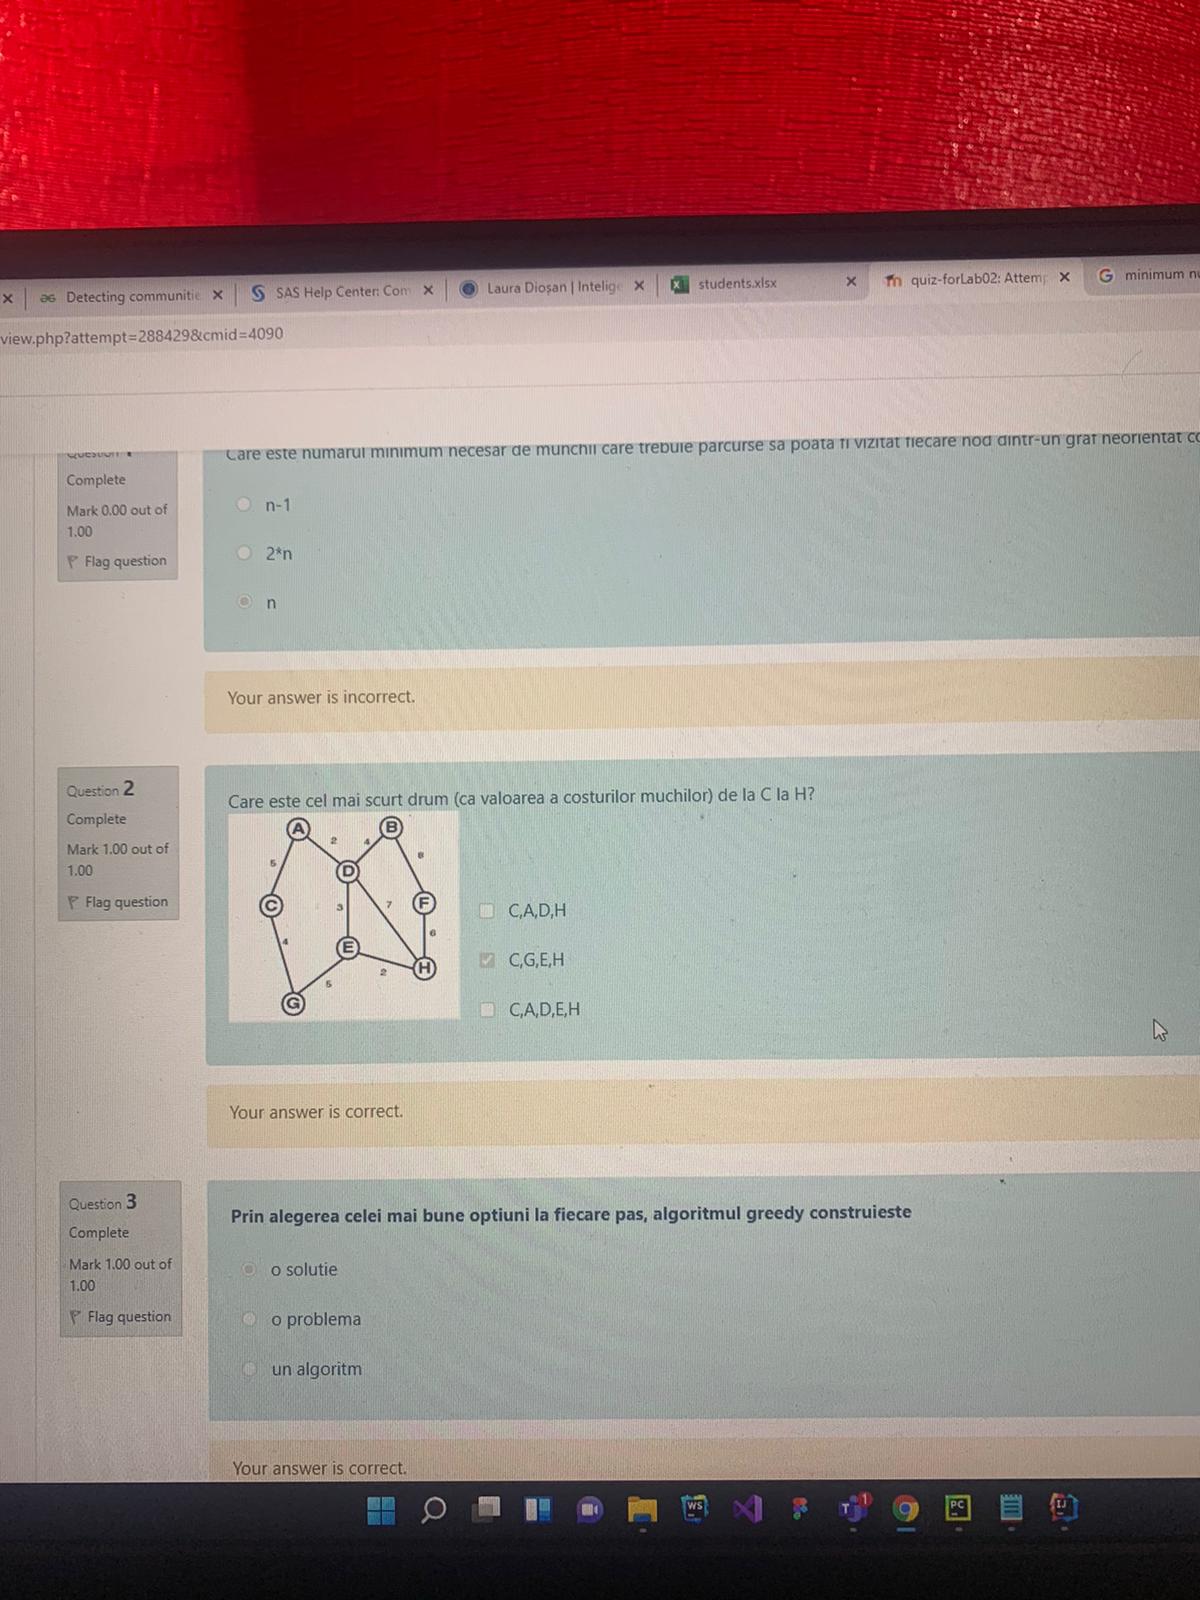 Detecting communitie
SAS Help Center: Com
Laura Dioșan | Intelige
students.xlsx
quiz-forLab02: Attemp
minimum nu
view.php?attempt=288429&cmid=4090
Question
Complete
Mark 0.00 out of
1.00
Flag question
Care este numarul minimum necesar de munchii care trebuie parcurse sa poata fi vizitat fiecare nod dintr-un graf neorientat co
n-1
2*n
n
Your answer is incorrect.
Question 2
Complete
Mark 1.00 out of
1.00
Flag question
Care este cel mai scurt drum (ca valoarea a costurilor muchilor) de la C la H?
A
B
2
4
5
8
D
C
3
7
F
4
6
E
H
2
5
G
C,A,D,H
C,G,E,H
C,A,D,E,H
Your answer is correct.
Question 3
Complete
Mark 1.00 out of
1.00
Flag question
Prin alegerea celei mai bune optiuni la fiecare pas, algoritmul greedy construieste
o solutie
o problema
un algoritm
Your answer is correct.
WS
T
1
PC
IJ